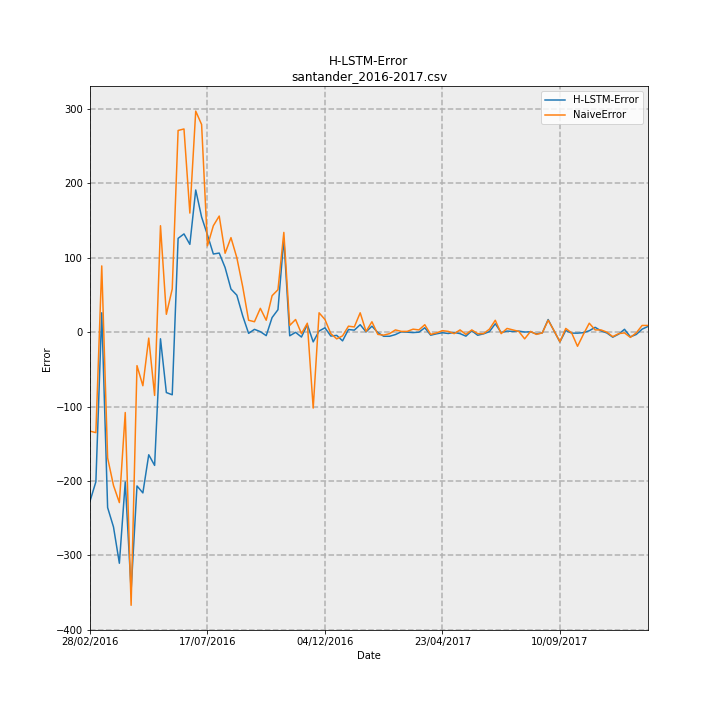 H-LSTM-Error
santander_2016-2017.csv
H-LSTM-Error
NaiveError
300
200
100
0
−100
−200
−300
−400
Error
28/02/2016 17/07/2016 04/12/2016 23/04/2017 10/09/2017
Date